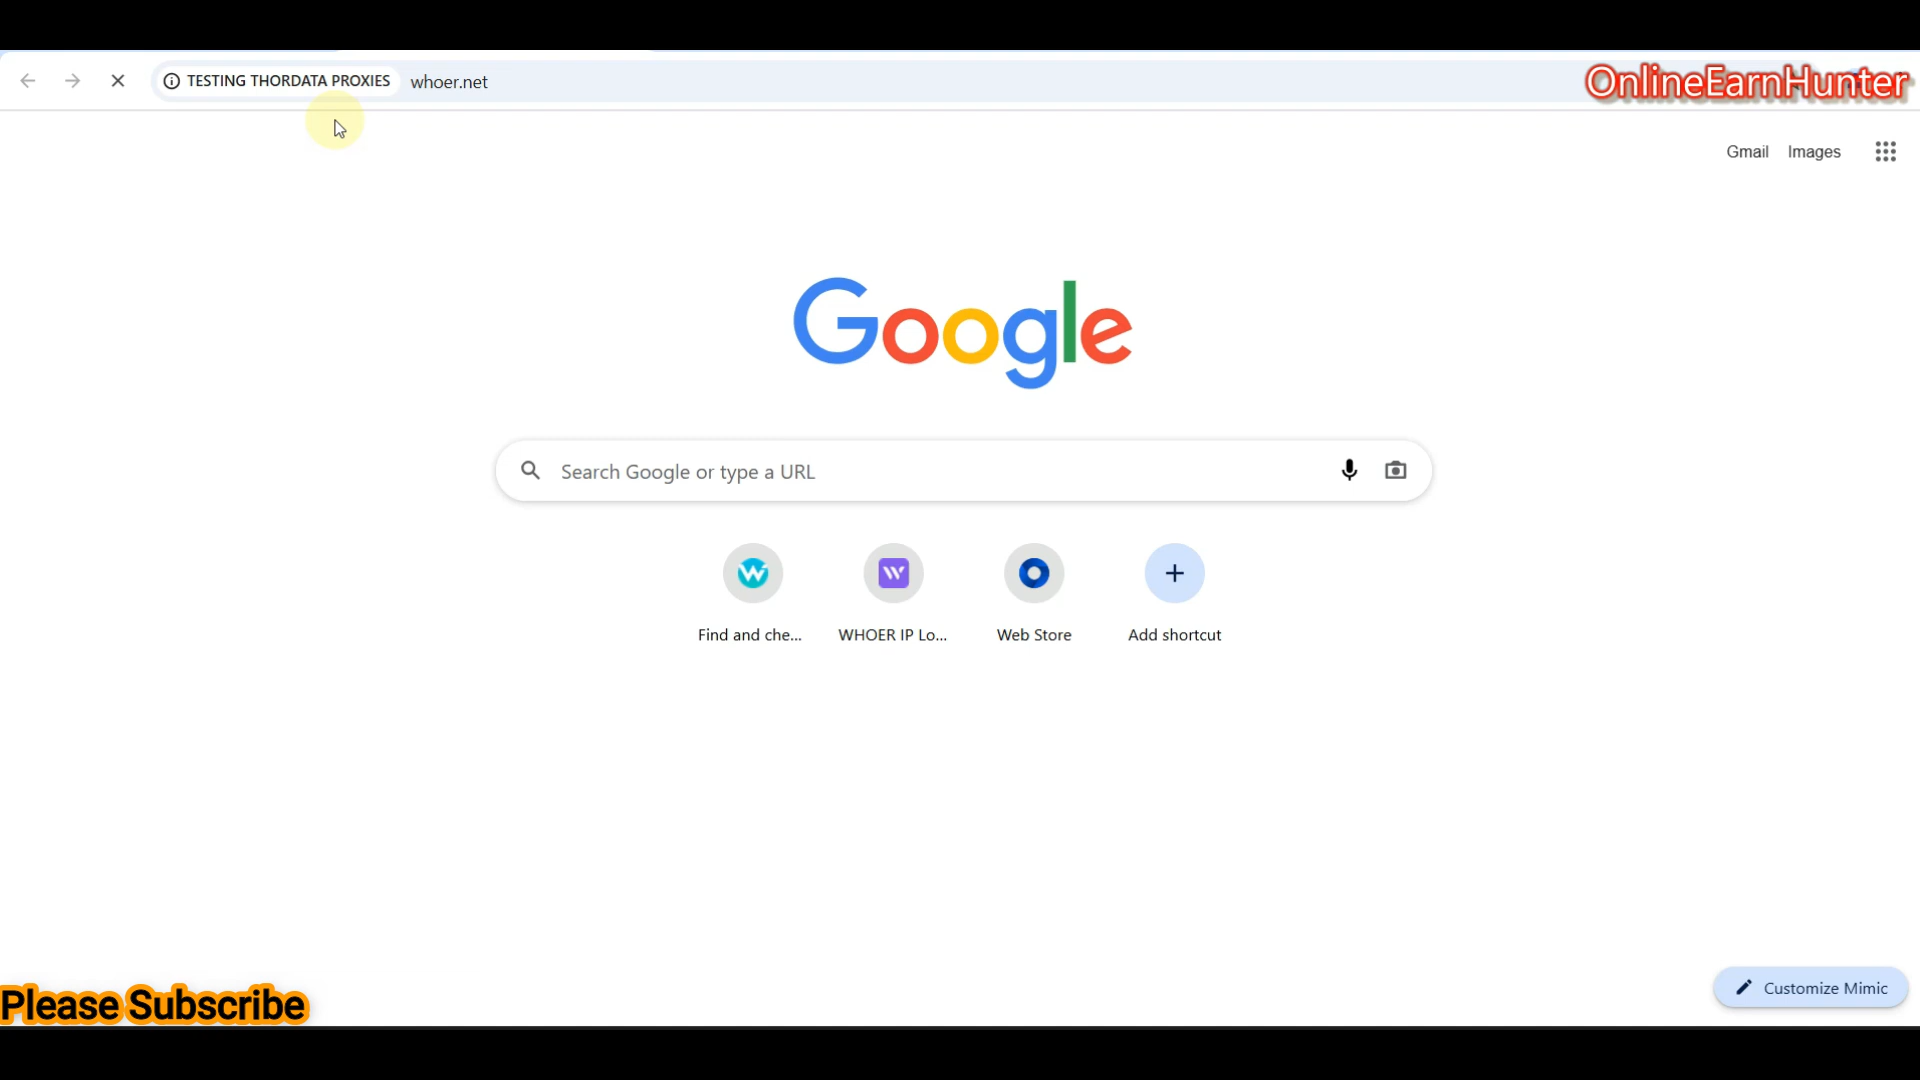 TESTING THORDATA PROXIES whoer.net
OnlineEarnHunter
Gmail Images
Google
Search Google or type a URL
Find and che... WHOER IP Lo... Web Store Add shortcut
Customize Mimic
Please Subscribe